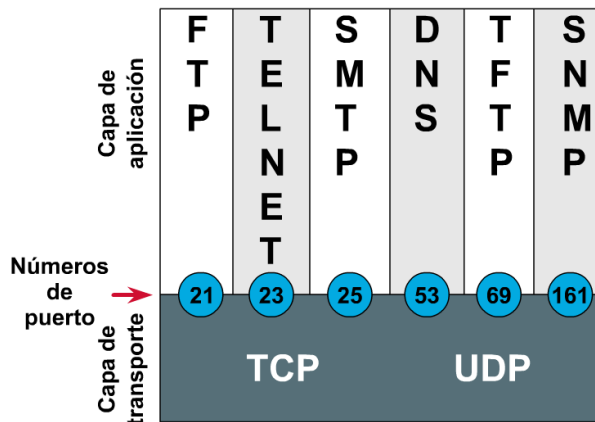 FTP
TELNET
SMTP
DNS
TFTP
SNMP
Capa de
aplicación
Números
de
puerto
21
23
25
53
69
161
Capa de
transporte
TCP
UDP